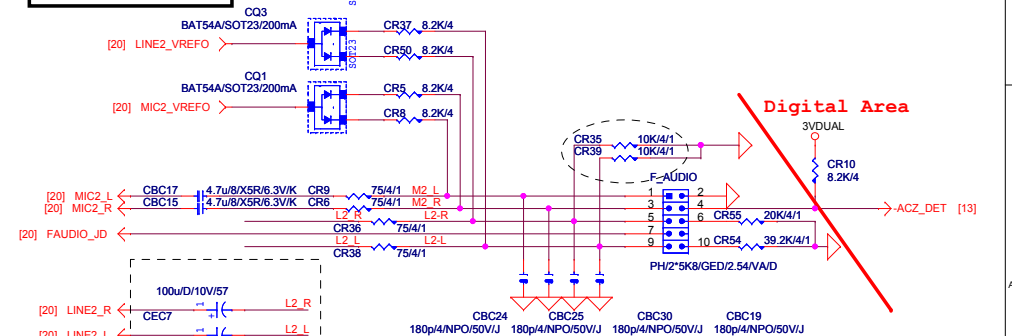 CQ3
BAT54A/SOT23/200mA
[20] LINE2_VREFO
SOT23
CR37 8.2K/4
CR50 8.2K/4
CQ1
BAT54A/SOT23/200mA
[20] MIC2_VREFO
CR5 8.2K/4
CR8 8.2K/4
Digital Area
3VDUAL
CR10
8.2K/4
CR35 10K/4/1
CR39 10K/4/1
F_AUDIO
[20] MIC2_L CBC17 4.7u/8/X5R/6.3V/K CR9 75/4/1 M2_L 1 2
[20] MIC2_R CBC15 4.7u/8/X5R/6.3V/K CR6 75/4/1 M2_R 3 4 -ACZ_DET [13]
L2_R L2-R 5 6 CR55 20K/4/1
CR36 75/4/1
[20] FAUDIO_JD 7 8
L2_L L2-L 9 10 CR54 39.2K/4/1
CR38 75/4/1
PH/2*5K8/GED/2.54/VA/D
100u/D/10V/57
[20] LINE2_R 1 L2_R
CEC7
CBC24 CBC25 CBC30 CBC19
180p/4/NPO/50V/J 180p/4/NPO/50V/J 180p/4/NPO/50V/J 180p/4/NPO/50V/J
[20] LINE2_L 1 L2_L